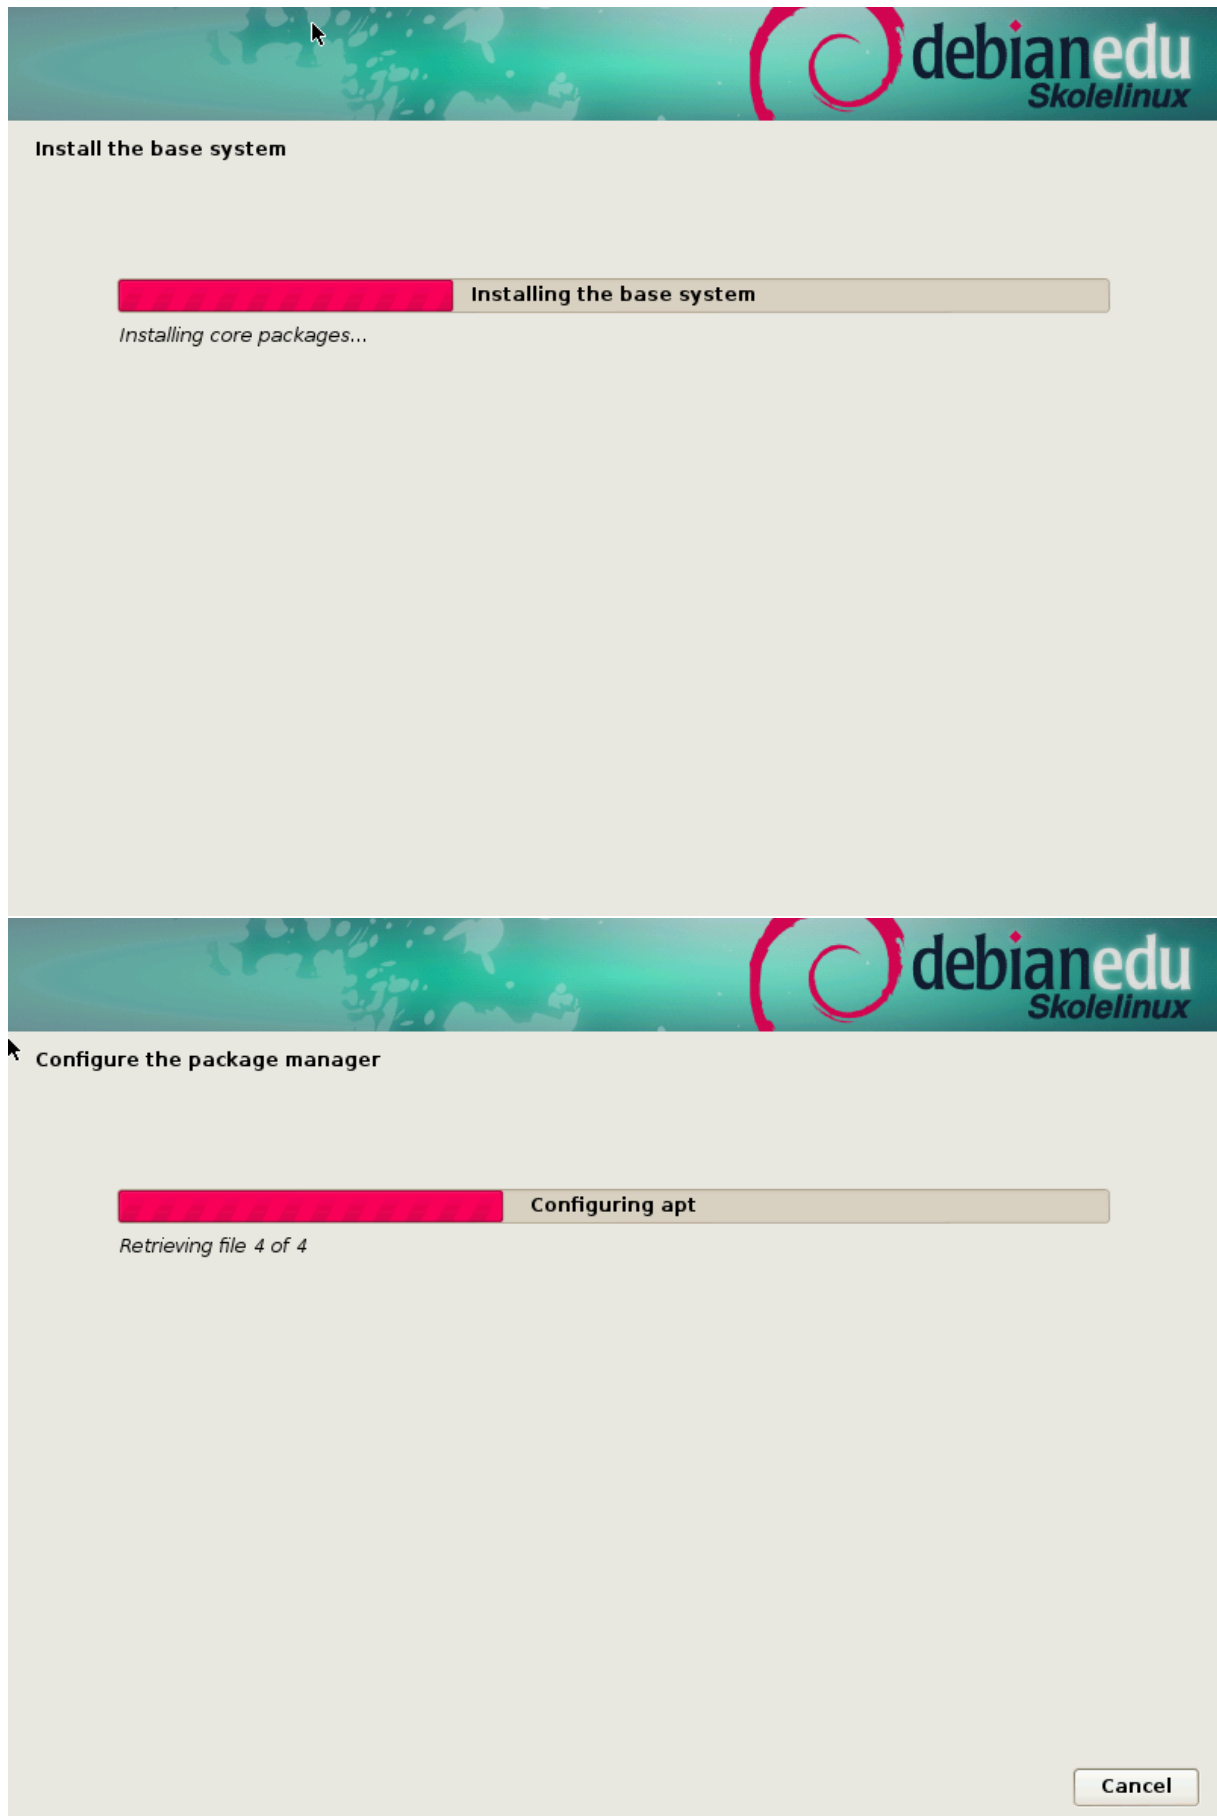 debianedu
Skolelinux
Install the base system
Installing the base system
Installing core packages...
debianedu
Skolelinux
Configure the package manager
Configuring apt
Retrieving file 4 of 4
Cancel